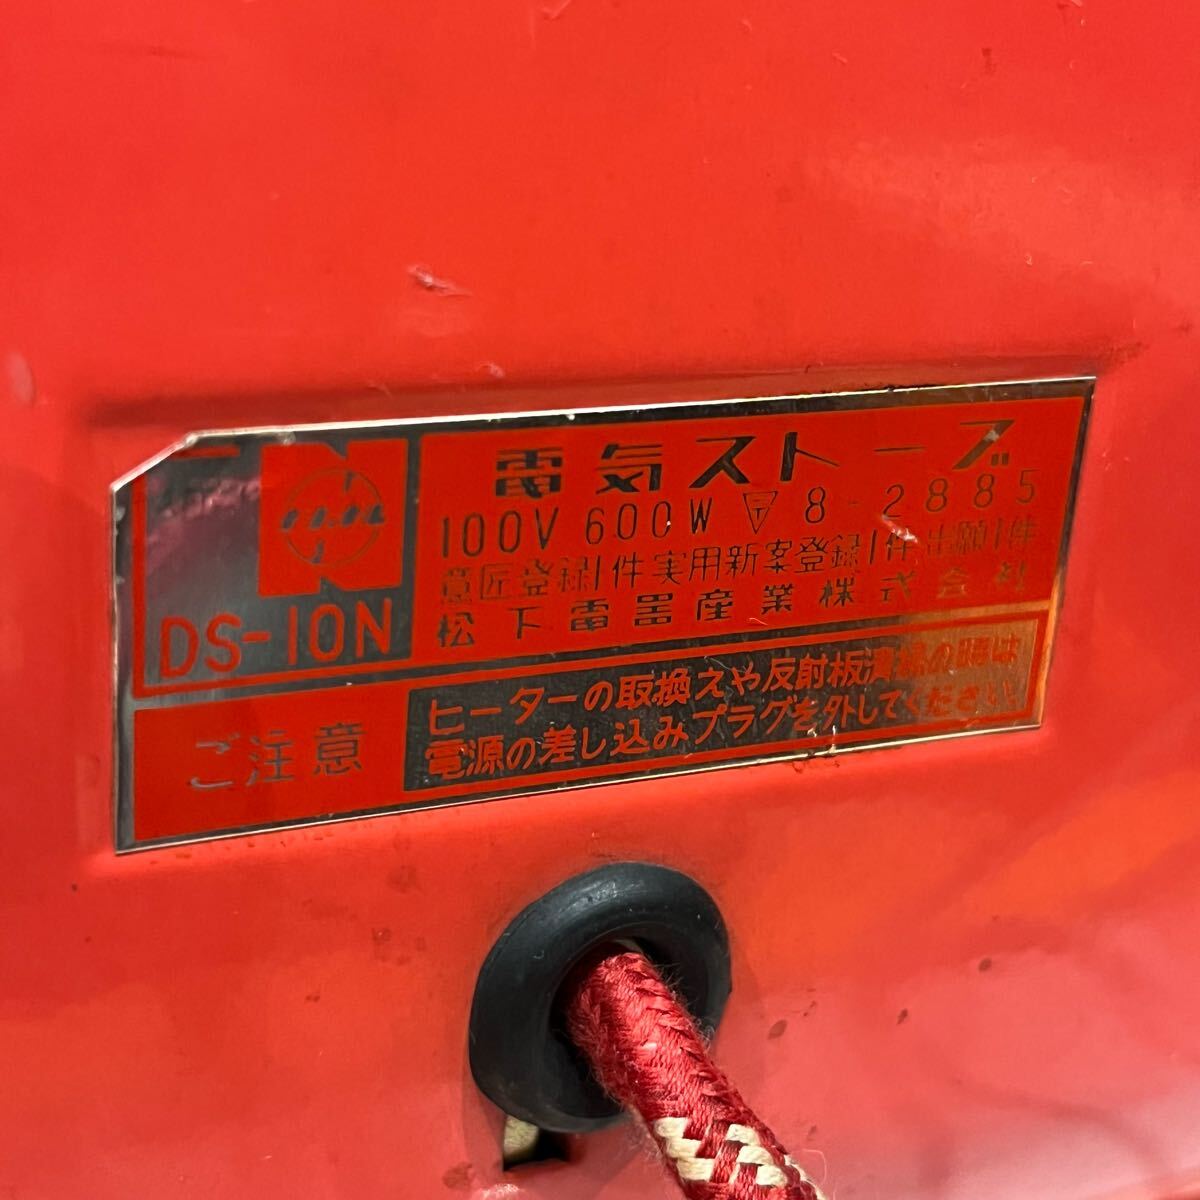 DS-10N
電気ストーブ
100V 600W 〒 8-2885
意匠登録1件実用新案登録1件出願1件
松下電器産業株式会社
ご注意
ヒーターの取換えや反射板清掃の時は
電源の差し込みプラグを外してください